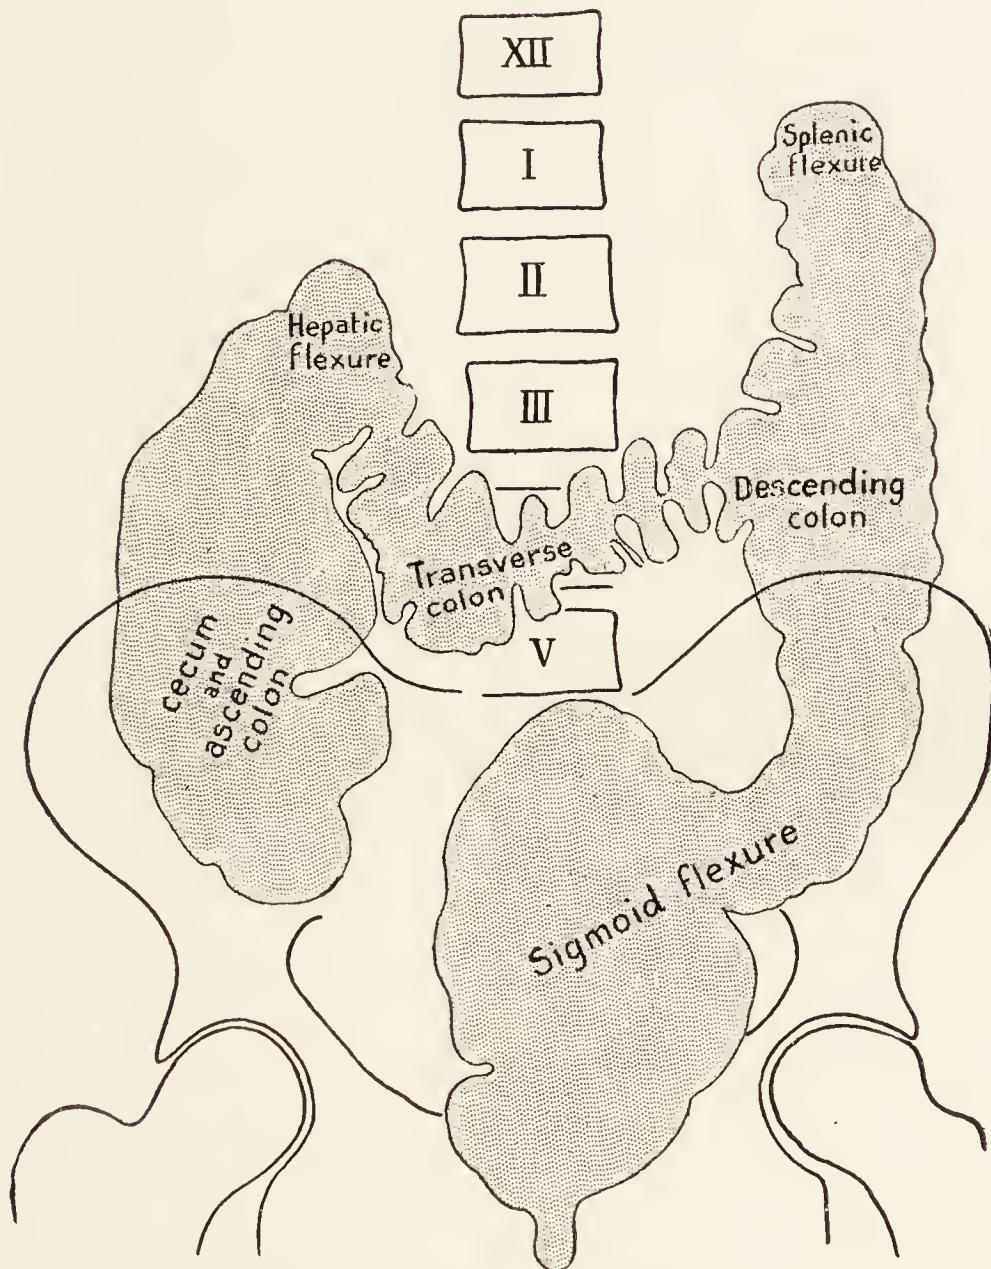 XII
I
Splenic
flexure
II
Hepatic
flexure
III
Descending
colon
Transverse
colon
V
cecum
and
ascending
colon
Sigmoid flexure